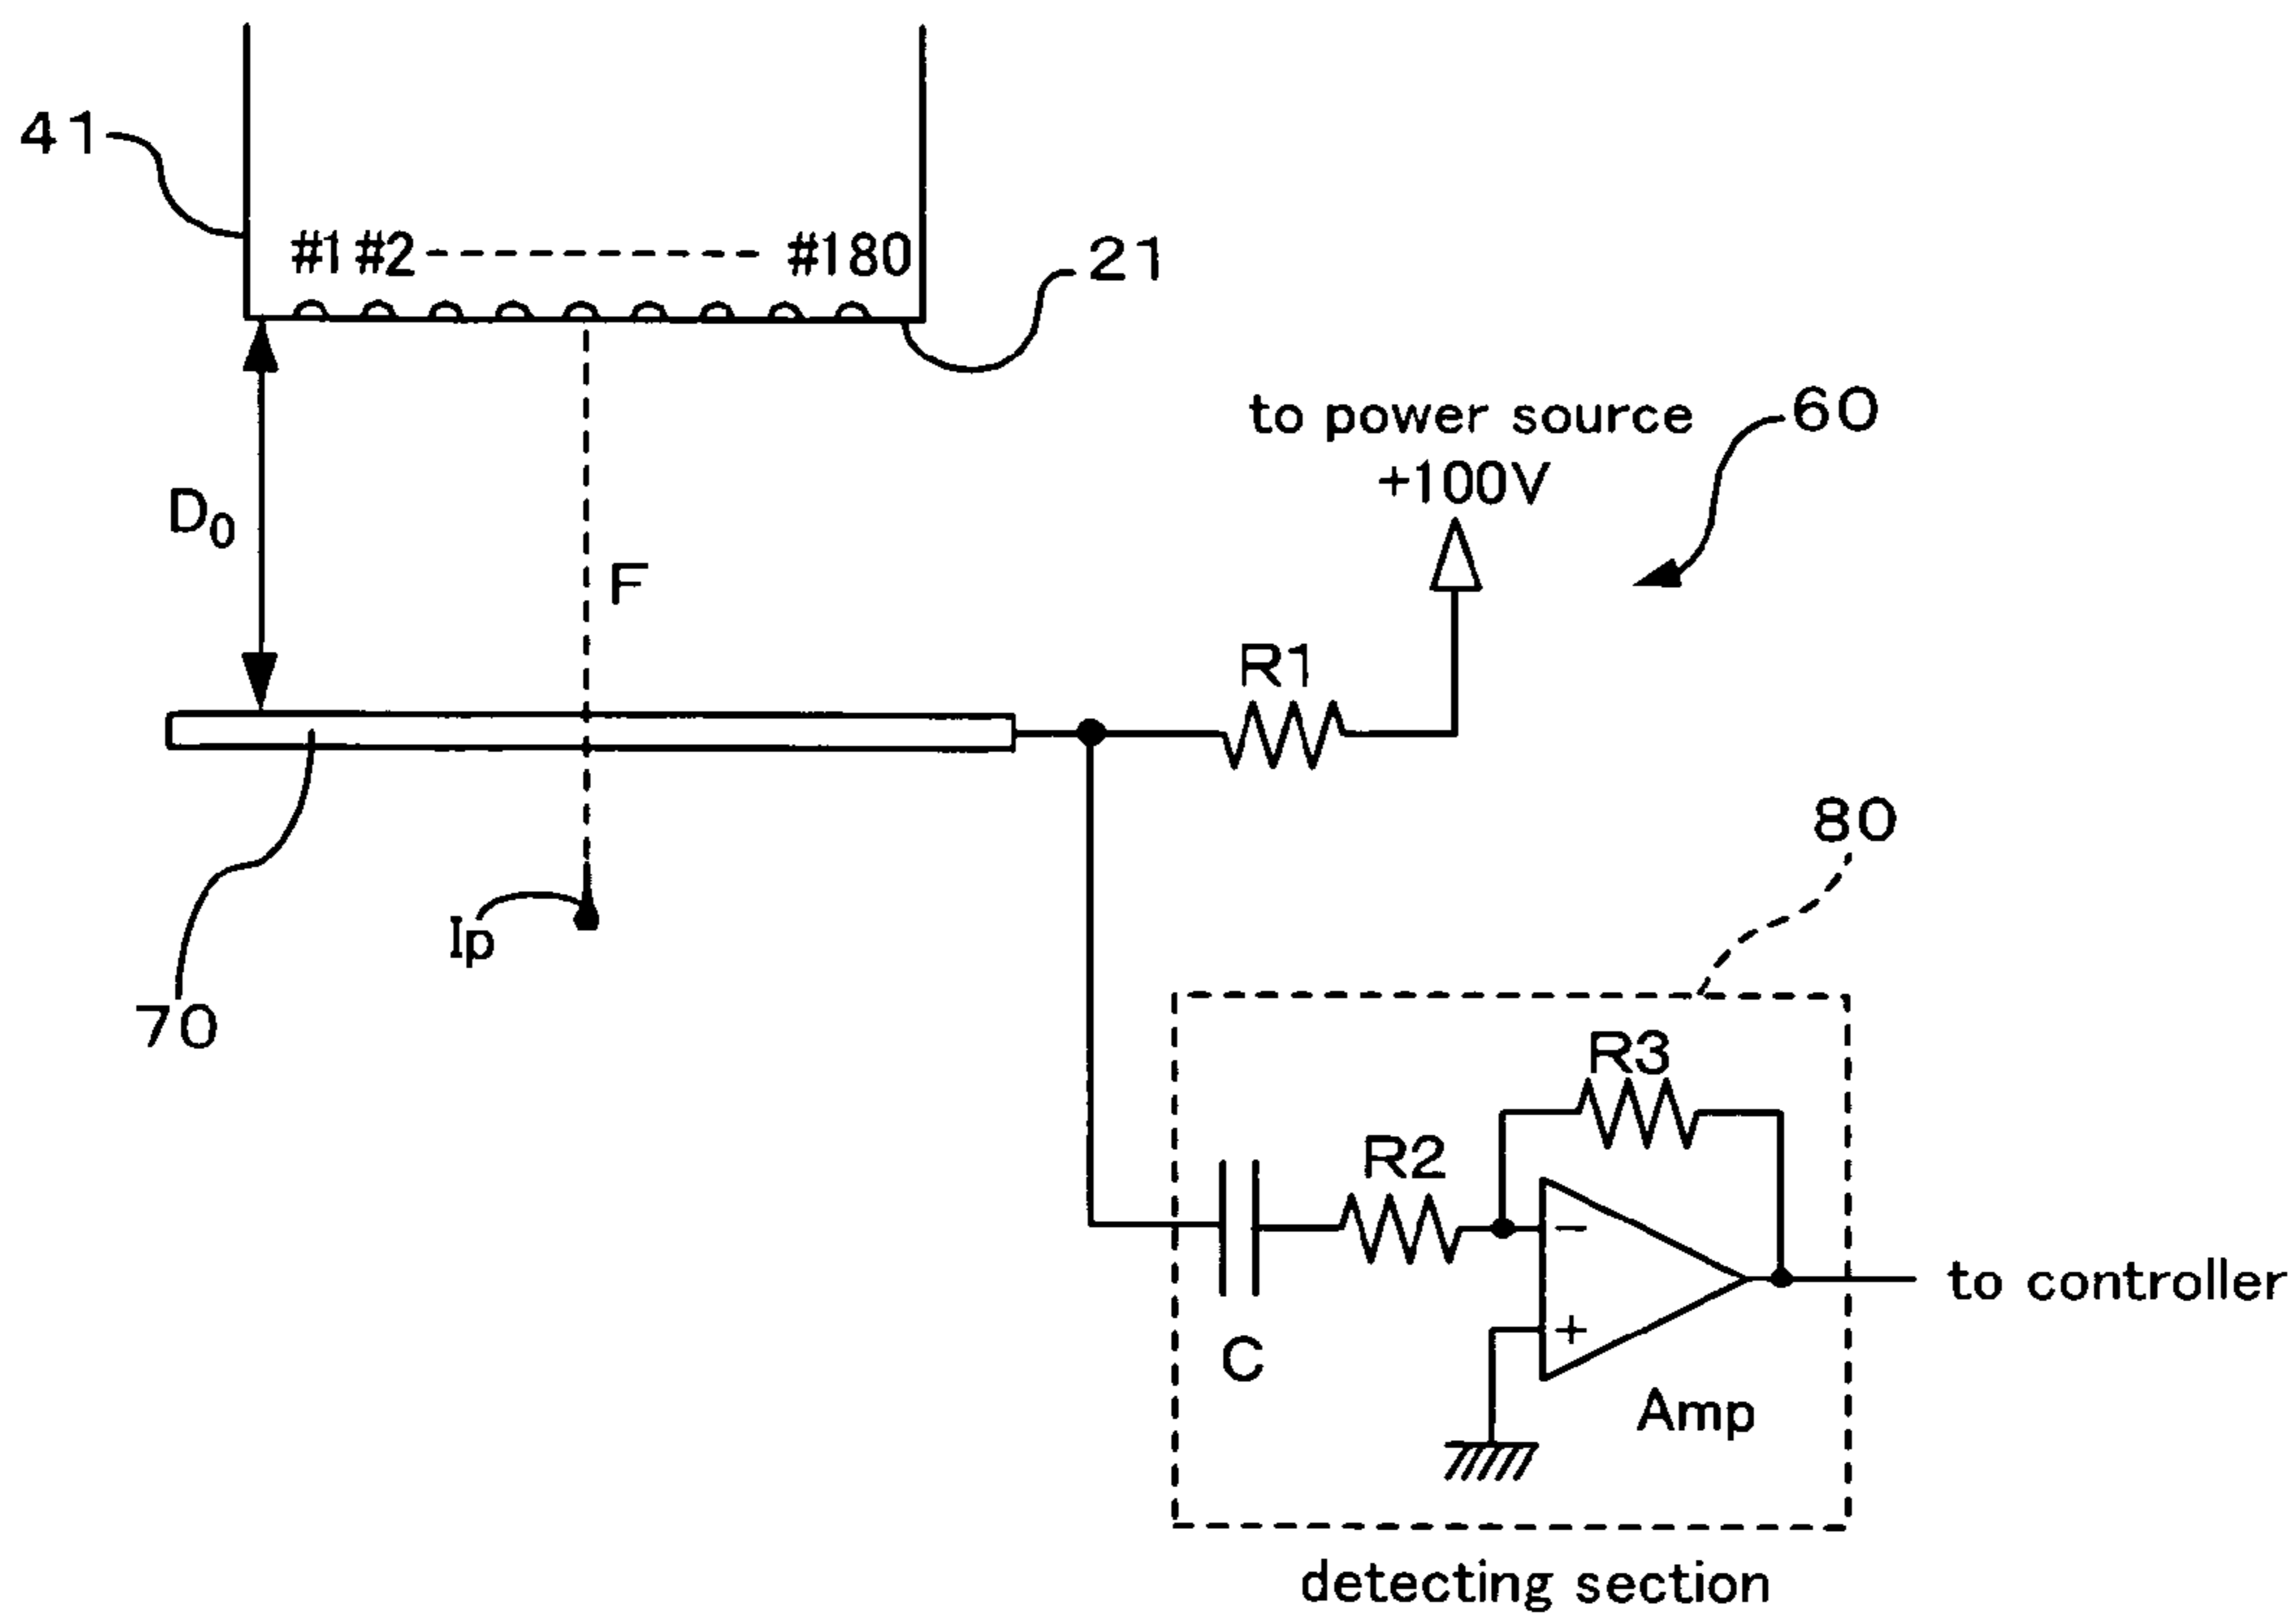 41
#1 #2 #180
21
to power source
+100V
60
D0
F
R1
Ip
70
80
R3
R2
−
+
C
Amp
to controller
detecting section